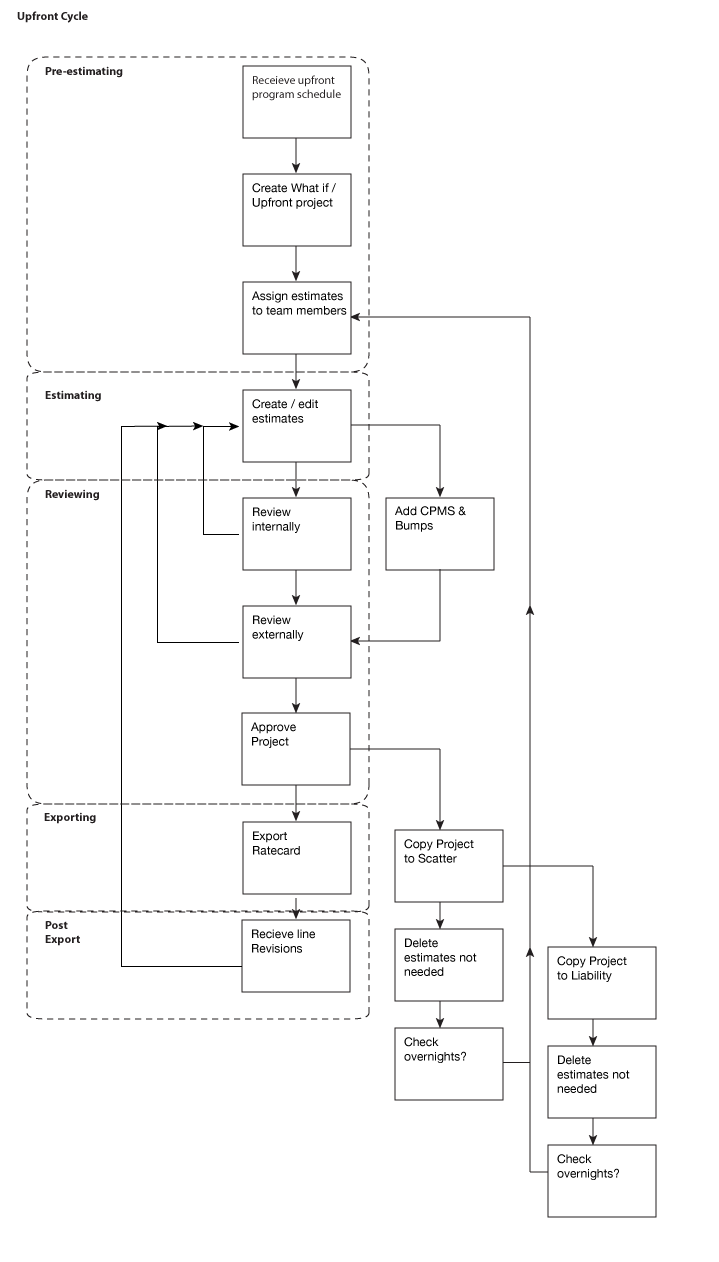 Upfront Cycle
Pre-estimating
Receieve upfront
program schedule
Create What if /
Upfront project
Assign estimates
to team members
Estimating
Create / edit
estimates
Reviewing
Review
internally
Add CPMS &
Bumps
Review
externally
Approve
Project
Exporting
Export
Ratecard
Copy Project
to Scatter
Post
Export
Recieve line
Revisions
Delete
estimates not
needed
Copy Project
to Liability
Check
overnights?
Delete
estimates not
needed
Check
overnights?